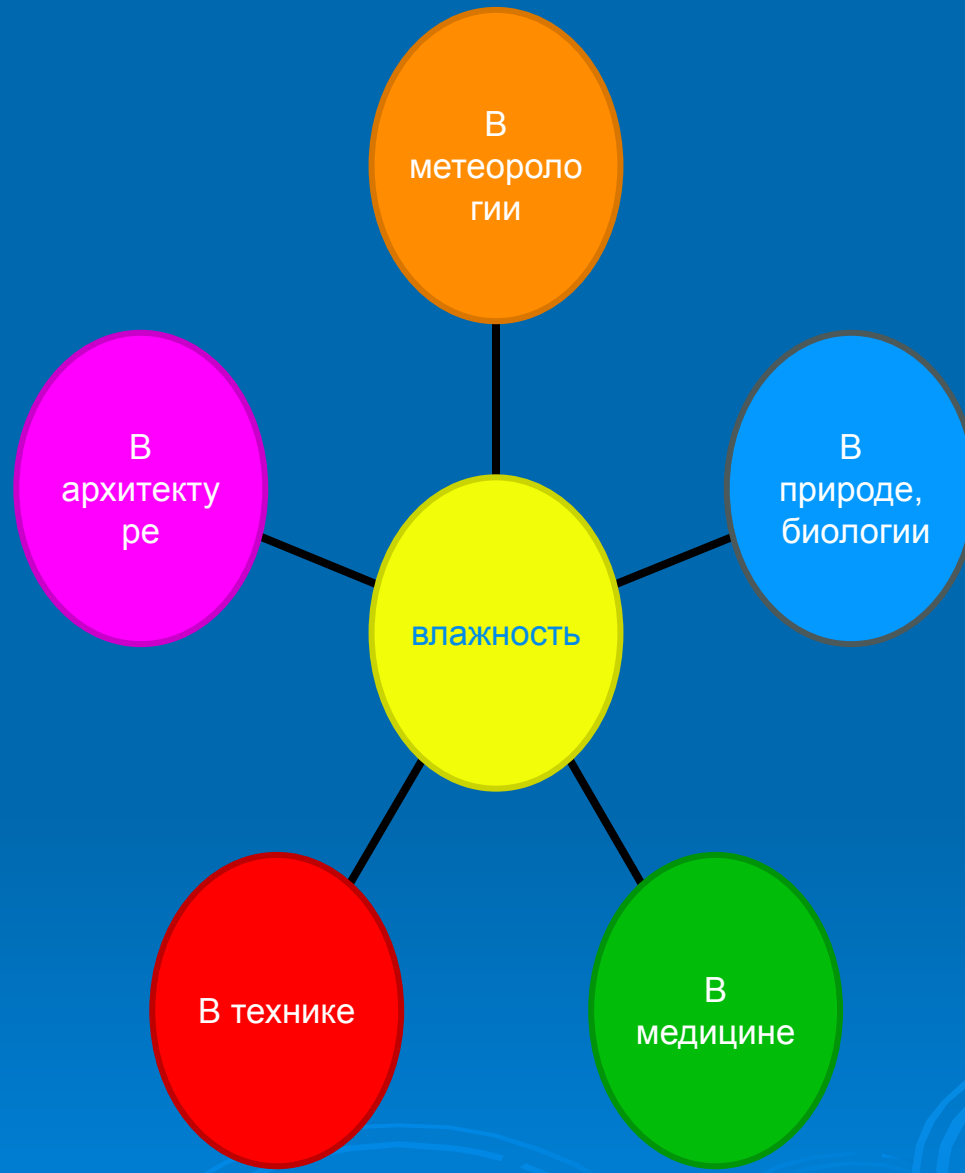 В
метеороло
гии
В
природе,
биологии
В
медицине
В технике
В
архитекту
ре
влажность